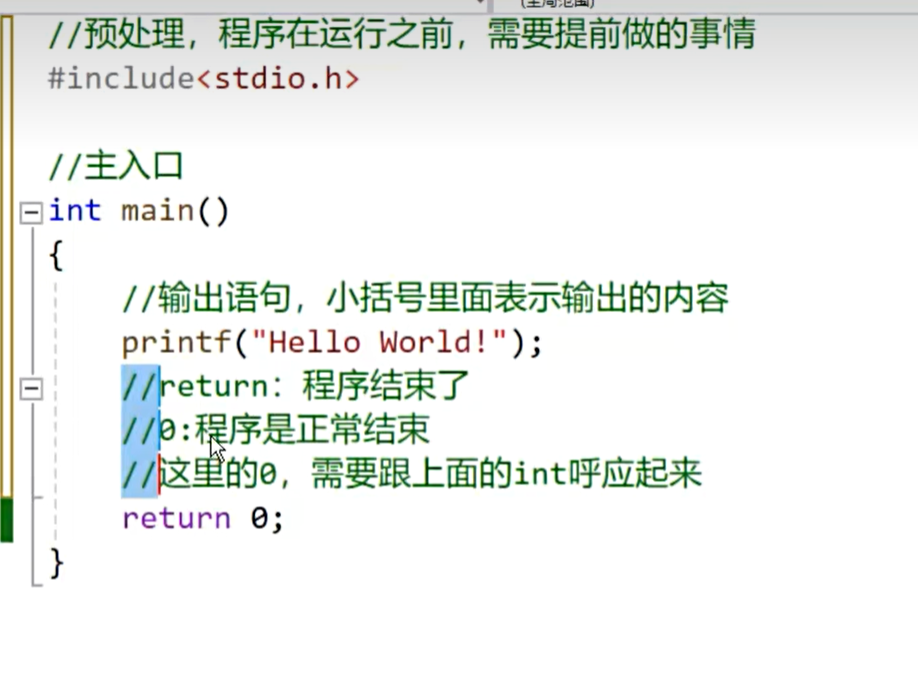 (全局范围)
//预处理，程序在运行之前，需要提前做的事情
#include<stdio.h>
//主入口
int main()
{
//输出语句，小括号里面表示输出的内容
printf("Hello World!");
//return：程序结束了
//0:程序是正常结束
//这里的0，需要跟上面的int呼应起来
return 0;
}